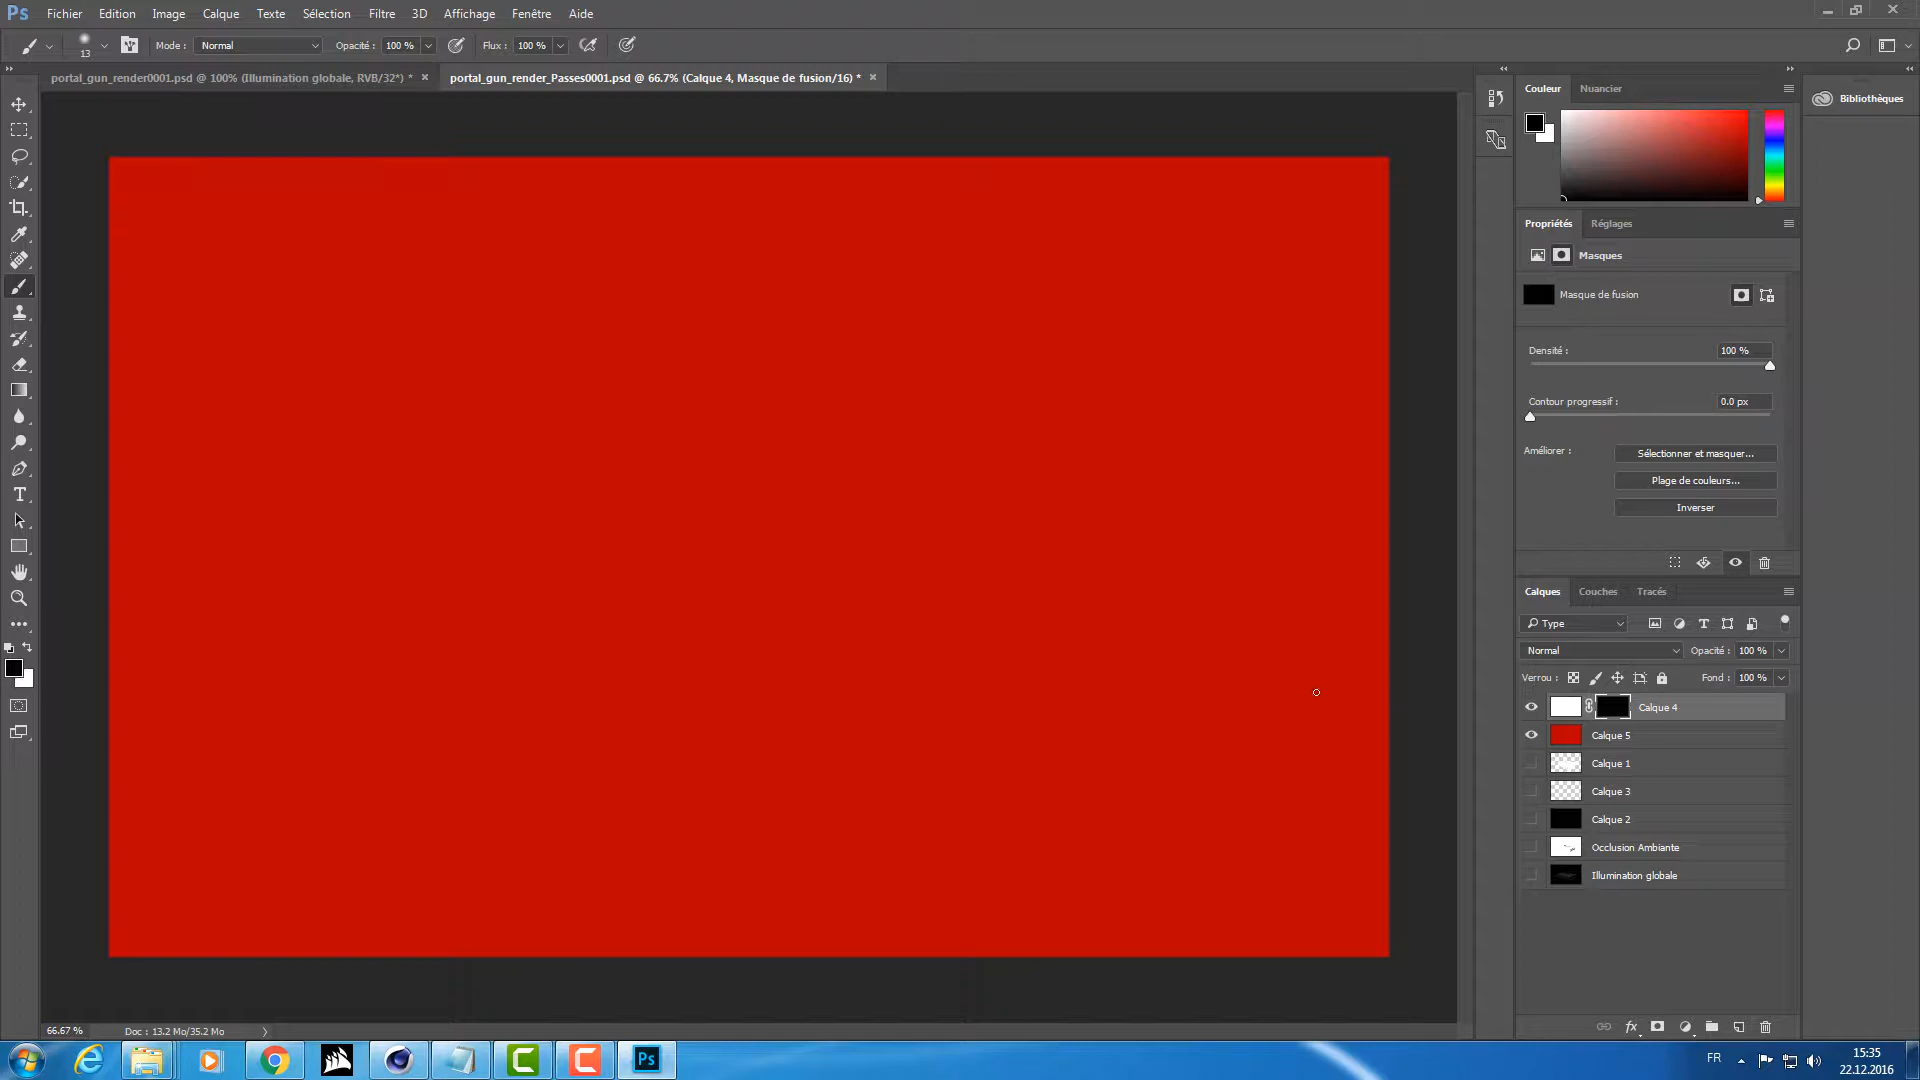 Ps Fichier Edition Image Calque Texte Sélection Filtre 3D Affichage Fenêtre Aide
13 Mode : Normal Opacité : 100 % Flux : 100 %
portal_gun_render0001.psd @ 100% (Illumination globale, RVB/32*) * × portal_gun_render_Passes0001.psd @ 66.7% (Calque 4, Masque de fusion/16) * ×
Couleur Nuancier
Bibliothèques
Propriétés Réglages
Masques
Masque de fusion
Densité : 100 %
Contour progressif : 0.0 px
Améliorer : Sélectionner et masquer...
Plage de couleurs...
Inverser
Calques Couches Tracés
Type
Normal Opacité : 100 %
Verrou : Fond : 100 %
Calque 4
Calque 5
Calque 1
Calque 3
Calque 2
Occlusion Ambiante
Illumination globale
fx
66.67 % Doc : 13.2 Mo/35.2 Mo
Ps
FR
15:35
22.12.2016